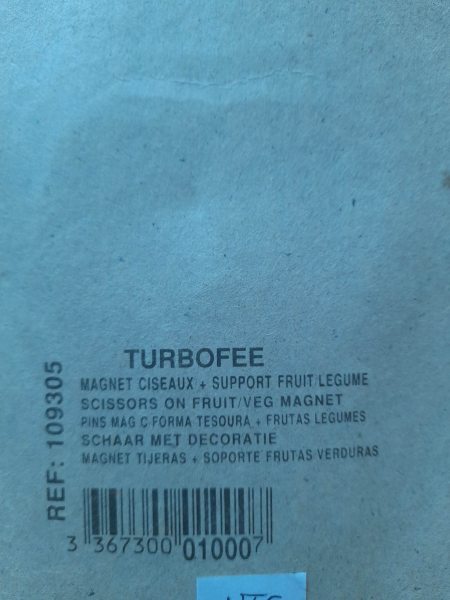 TURBOFEE
MAGNET CISEAUX + SUPPORT FRUIT LEGUME
SCISSORS ON FRUIT/VEG MAGNET
PINS MAG C FORMA TESOURA + FRUTAS LEGUMES
SCHAAR MET DECORATIE
MAGNET TIJERAS + SOPORTE FRUTAS VERDURAS
REF: 109305
3 367300 010007